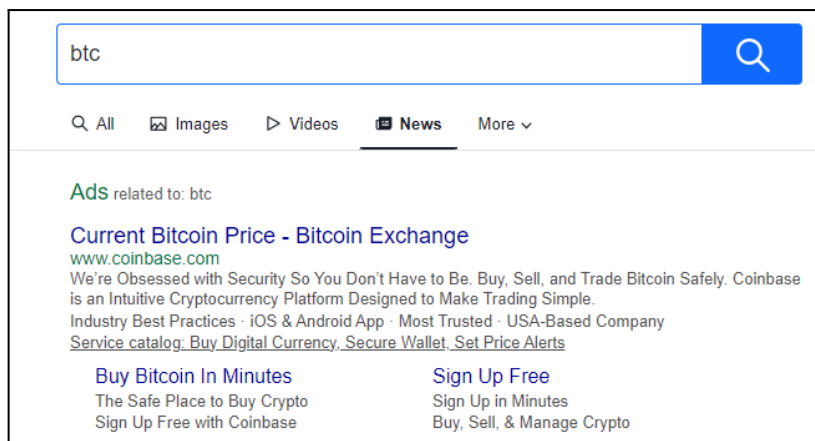 btc
All Images Videos News More
Ads related to: btc
Current Bitcoin Price - Bitcoin Exchange
www.coinbase.com
We're Obsessed with Security So You Don't Have to Be. Buy, Sell, and Trade Bitcoin Safely. Coinbase
is an Intuitive Cryptocurrency Platform Designed to Make Trading Simple.
Industry Best Practices · iOS & Android App · Most Trusted · USA-Based Company
Service catalog: Buy Digital Currency, Secure Wallet, Set Price Alerts
Buy Bitcoin In Minutes
The Safe Place to Buy Crypto
Sign Up Free with Coinbase
Sign Up Free
Sign Up in Minutes
Buy, Sell, & Manage Crypto